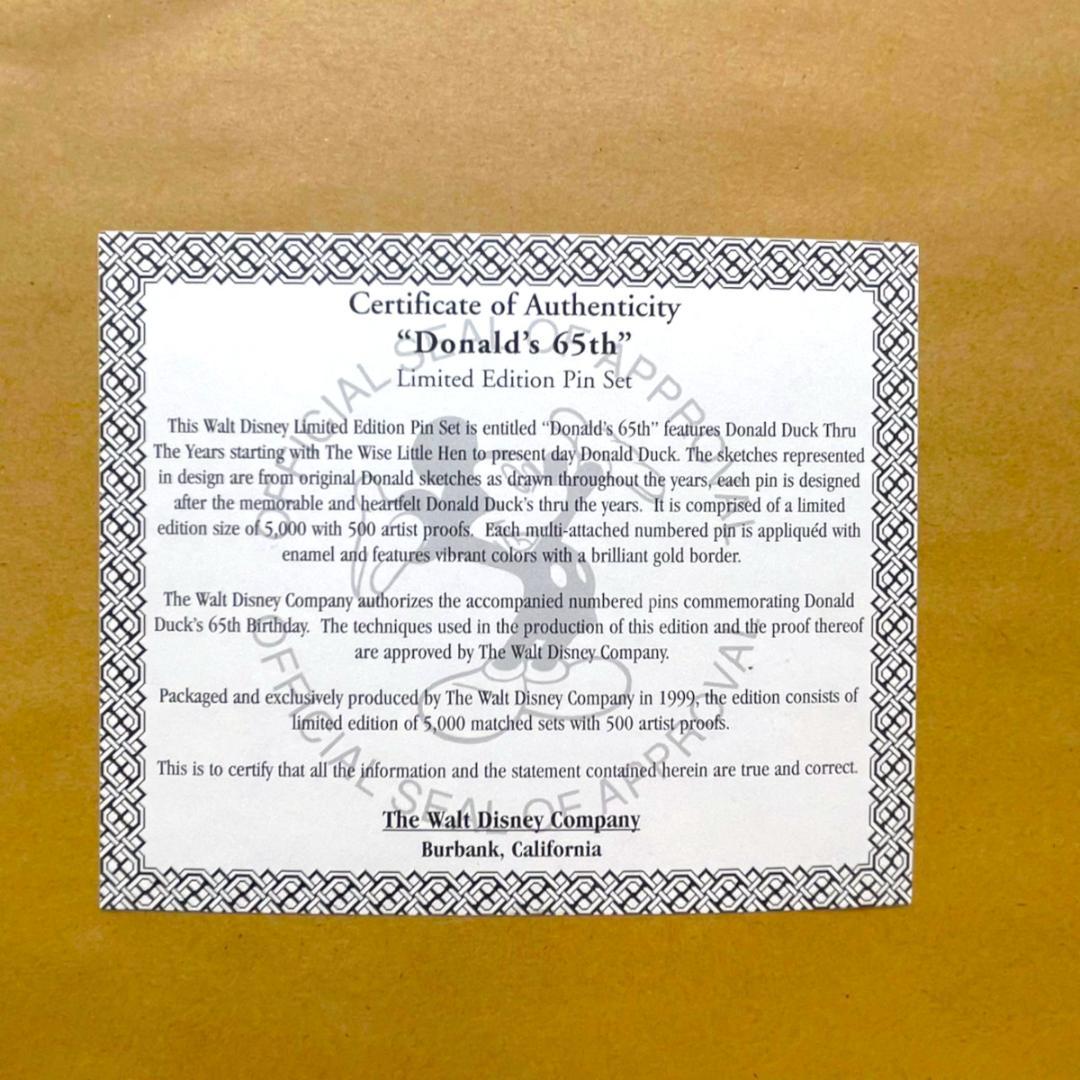 Certificate of Authenticity
“Donald’s 65th”
Limited Edition Pin Set
This Walt Disney Limited Edition Pin Set is entitled “Donald’s 65th” features Donald Duck Thru
The Years starting with The Wise Little Hen to present day Donald Duck. The sketches represented
in design are from original Donald sketches as drawn throughout the years, each pin is designed
after the memorable and heartfelt Donald Duck’s thru the years. It is comprised of a limited
edition size of 5,000 with 500 artist proofs. Each multi-attached numbered pin is appliquéd with
enamel and features vibrant colors with a brilliant gold border.
The Walt Disney Company authorizes the accompanied numbered pins commemorating Donald
Duck’s 65th Birthday. The techniques used in the production of this edition and the proof thereof
are approved by The Walt Disney Company.
Packaged and exclusively produced by The Walt Disney Company in 1999, the edition consists of
limited edition of 5,000 matched sets with 500 artist proofs.
This is to certify that all the information and the statement contained herein are true and correct.
The Walt Disney Company
Burbank, California
OFFICIAL SEAL OF APPROVAL
OFFICIAL SEAL OF APPROVAL